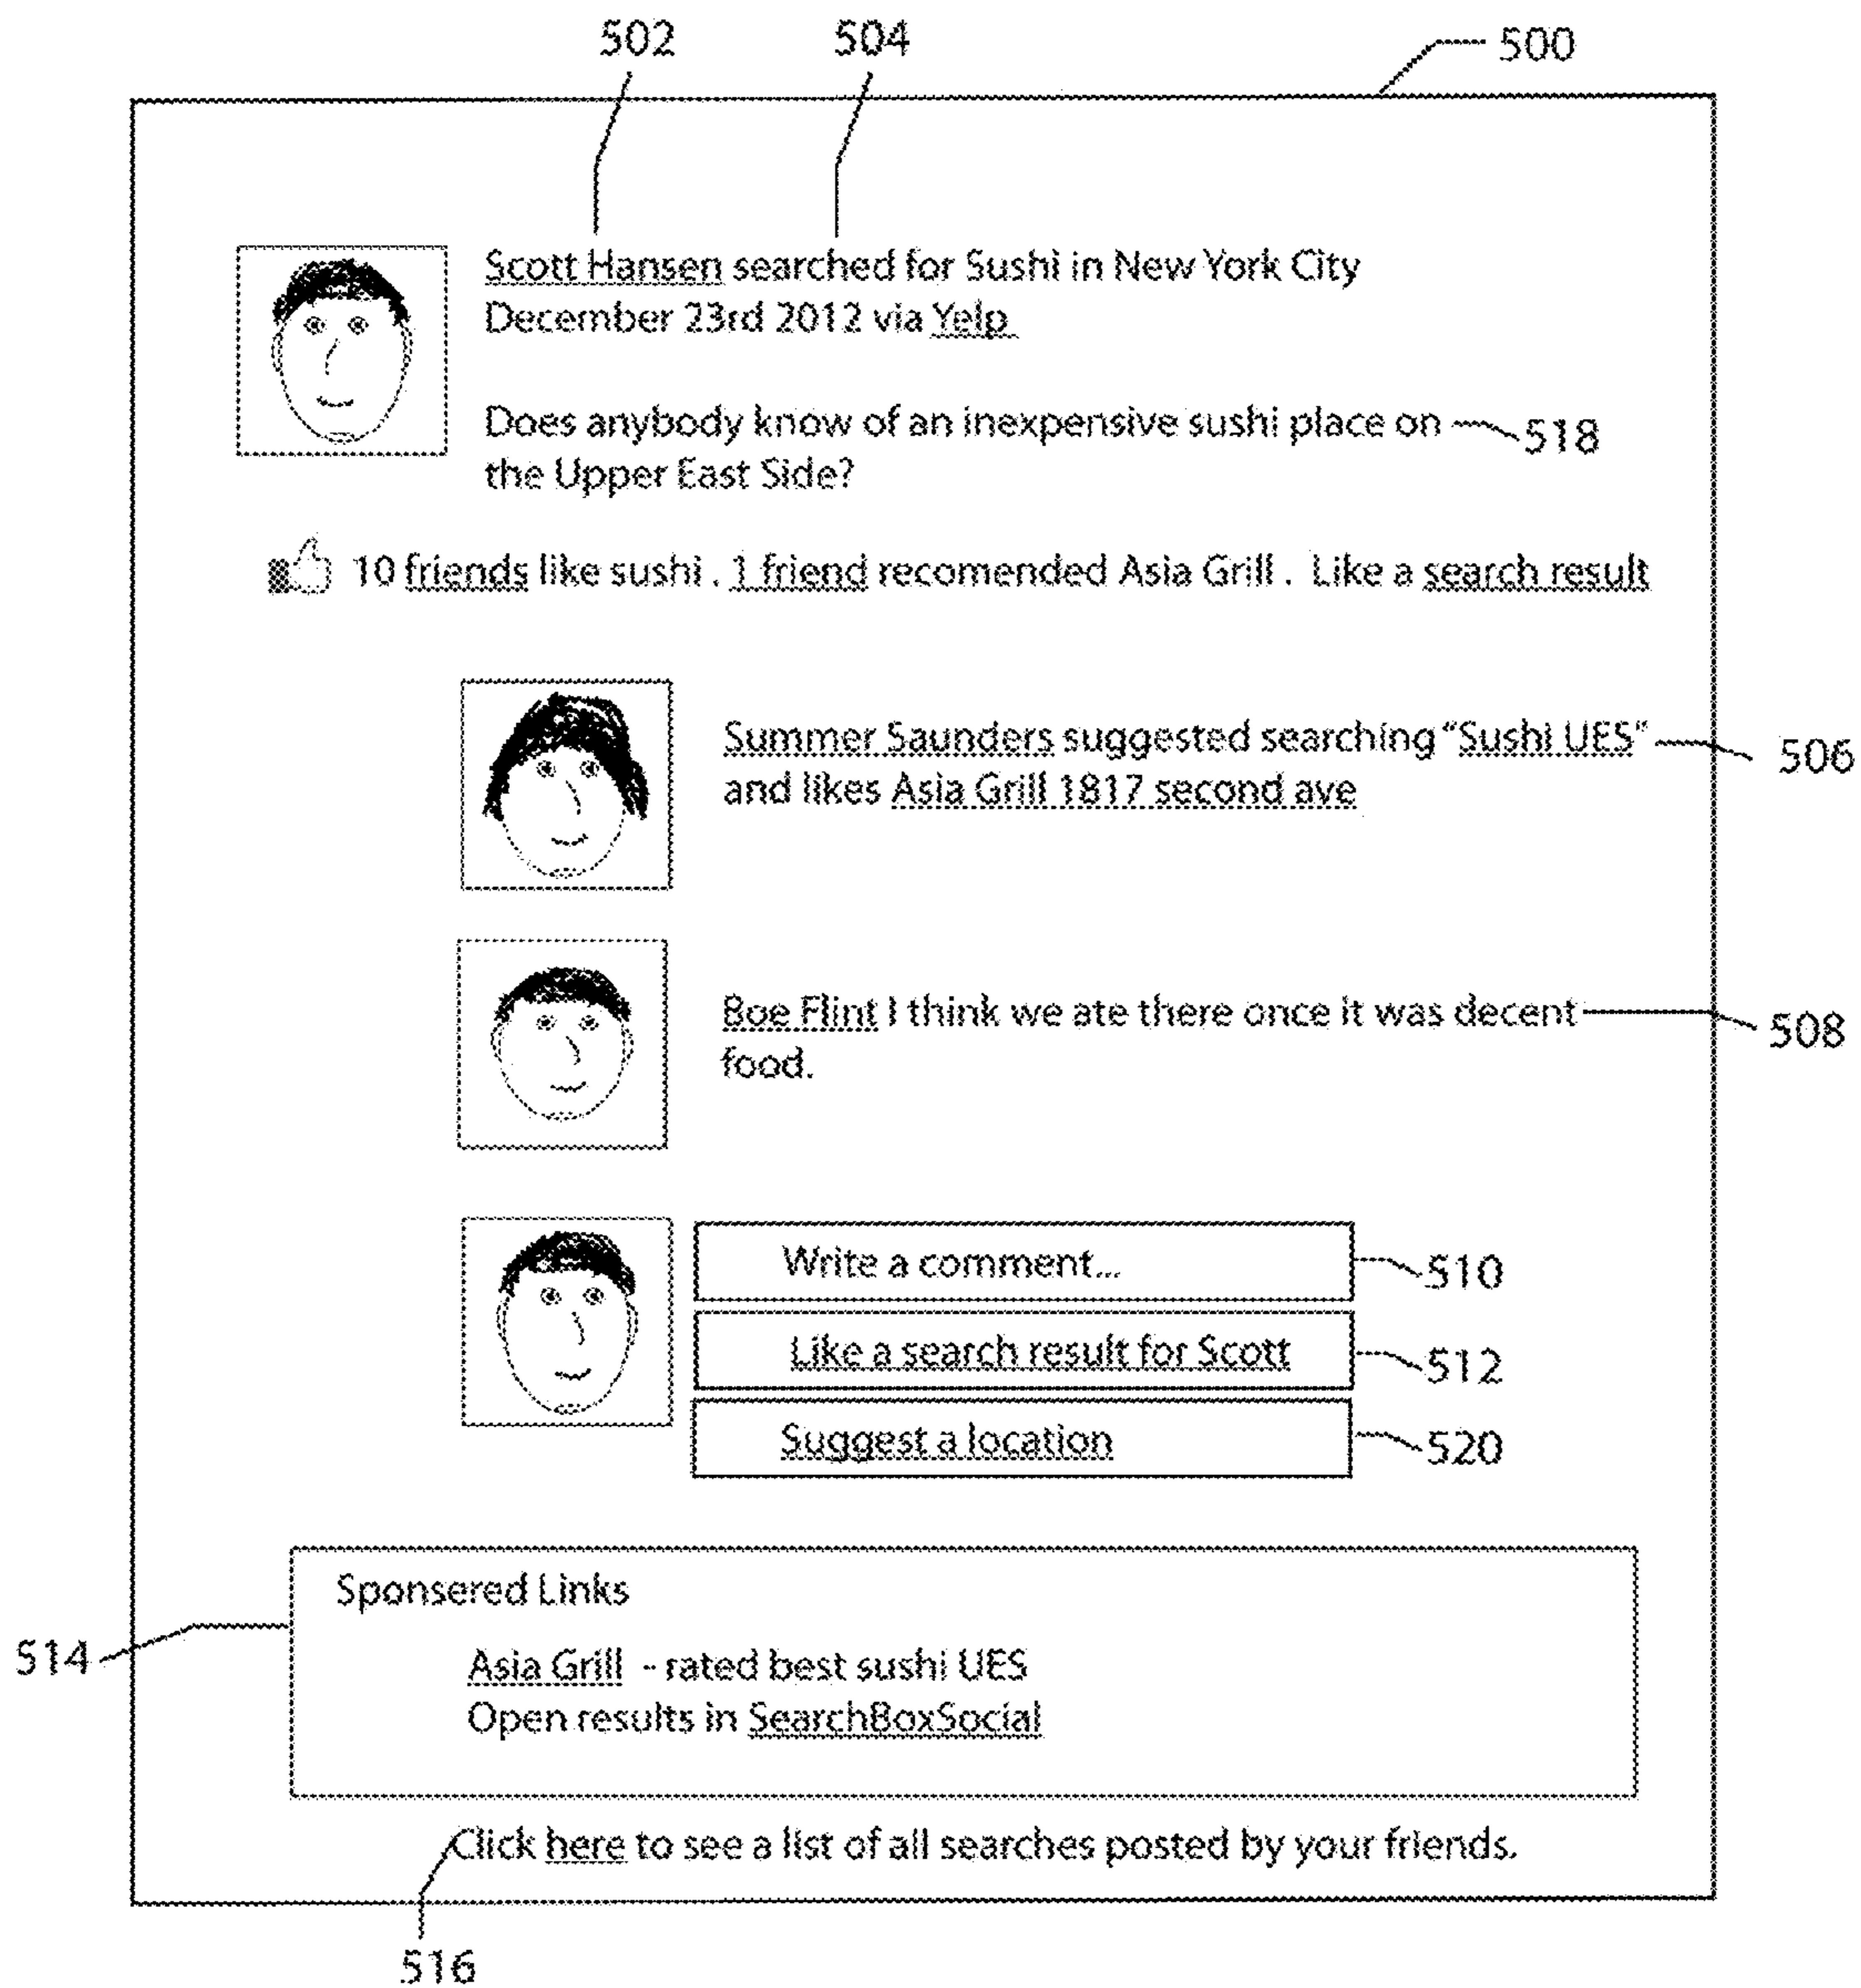 502 504 500
Scott Hansen searched for Sushi in New York City
December 23rd 2012 via Yelp
Does anybody know of an inexpensive sushi place on 518
the Upper East Side?
10 friends like sushi . 1 friend recomended Asia Grill . Like a search result
Summer Saunders suggested searching "Sushi UES" 506
and likes Asia Grill 1817 second ave
Boe Flint I think we ate there once it was decent 508
food.
Write a comment... 510
Like a search result for Scott 512
Suggest a location 520
Sponsered Links
514
Asia Grill - rated best sushi UES
Open results in SearchBoxSocial
Click here to see a list of all searches posted by your friends.
516